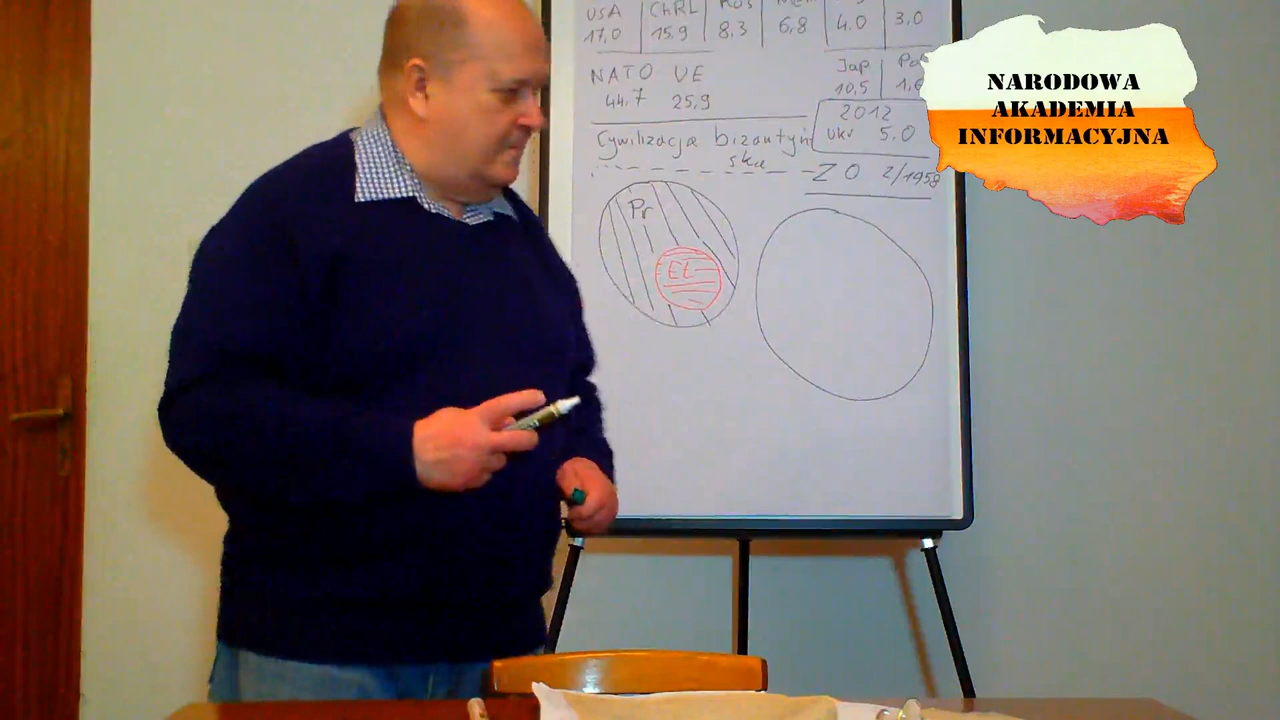 USA ChRL Ros
17,0 15,9 8,3 6,8 4.0 3,0
NATO UE
44,7 25,9
Jap.
10,5
2012
Ukr 5.0
Cywilizacja bizantyń
ska
ZO 2/1958
Pr
EL
NARODOWA
AKADEMIA
INFORMACYJNA